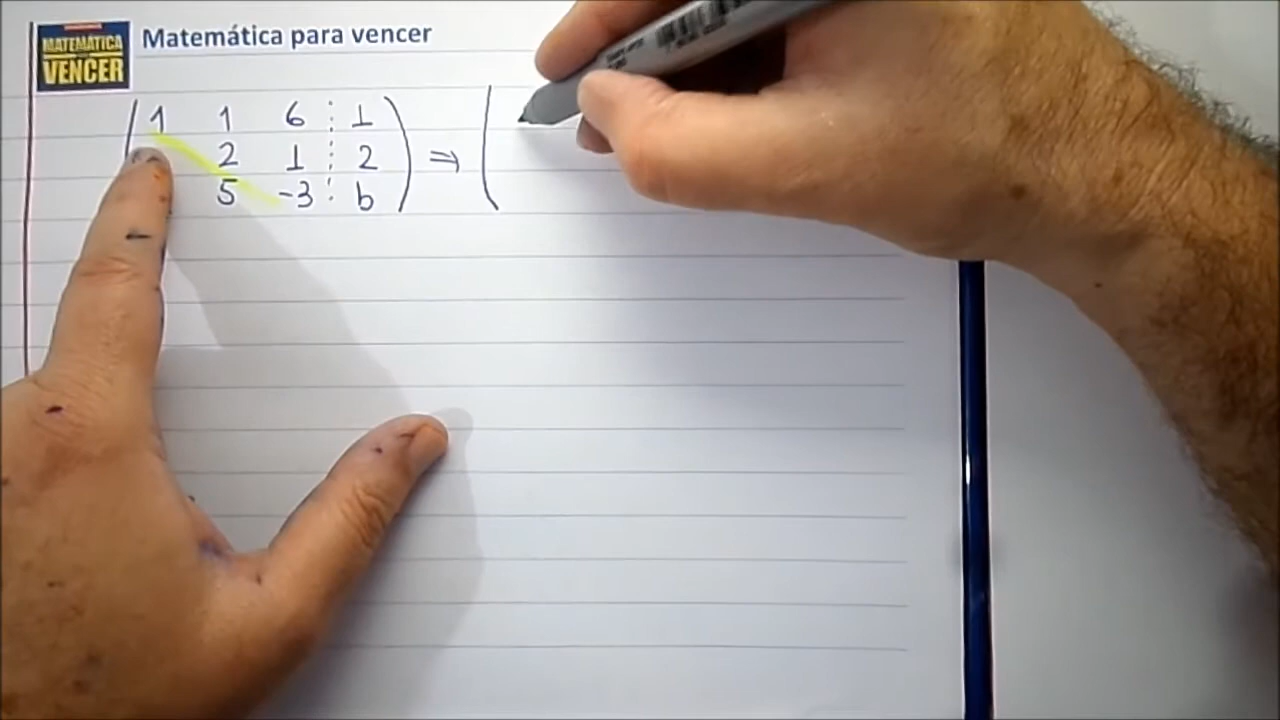 MATEMÁTICA
VENCER
Matemática para vencer
1 1 6 1
2 1 2 ⇒
5 -3 b